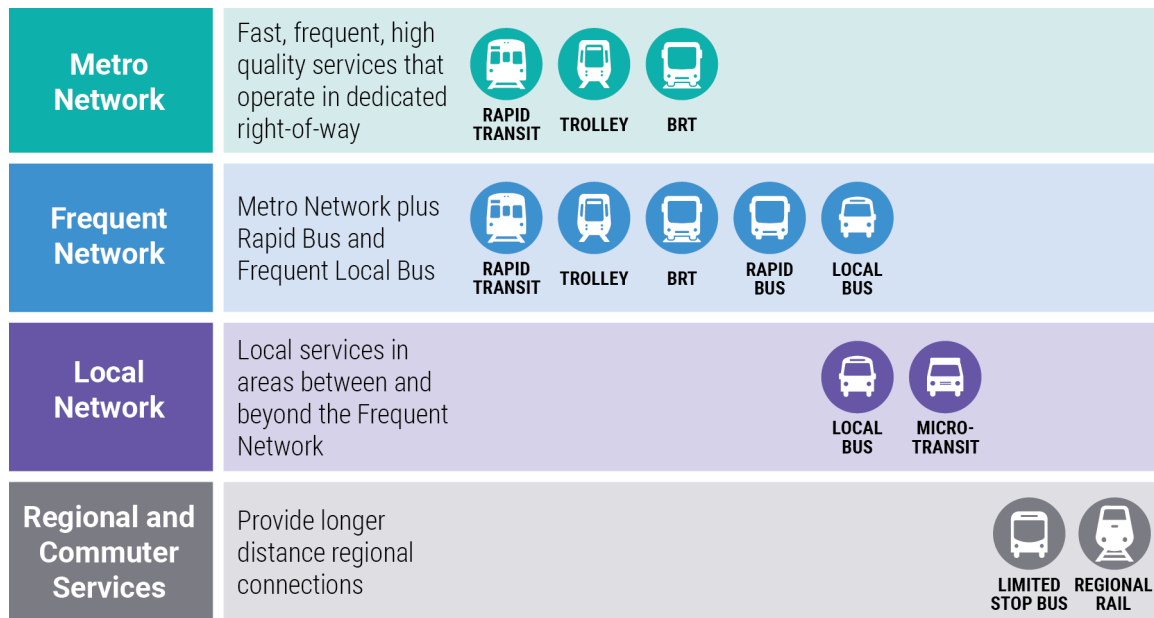 Metro
Network
Fast, frequent, high
quality services that
operate in dedicated
right-of-way
RAPID
TRANSIT
TROLLEY
BRT
Frequent
Network
Metro Network plus
Rapid Bus and
Frequent Local Bus
RAPID
TRANSIT
TROLLEY
BRT
RAPID
BUS
LOCAL
BUS
Local
Network
Local services in
areas between and
beyond the Frequent
Network
LOCAL
BUS
MICRO-
TRANSIT
Regional and
Commuter
Services
Provide longer
distance regional
connections
LIMITED
STOP BUS
REGIONAL
RAIL